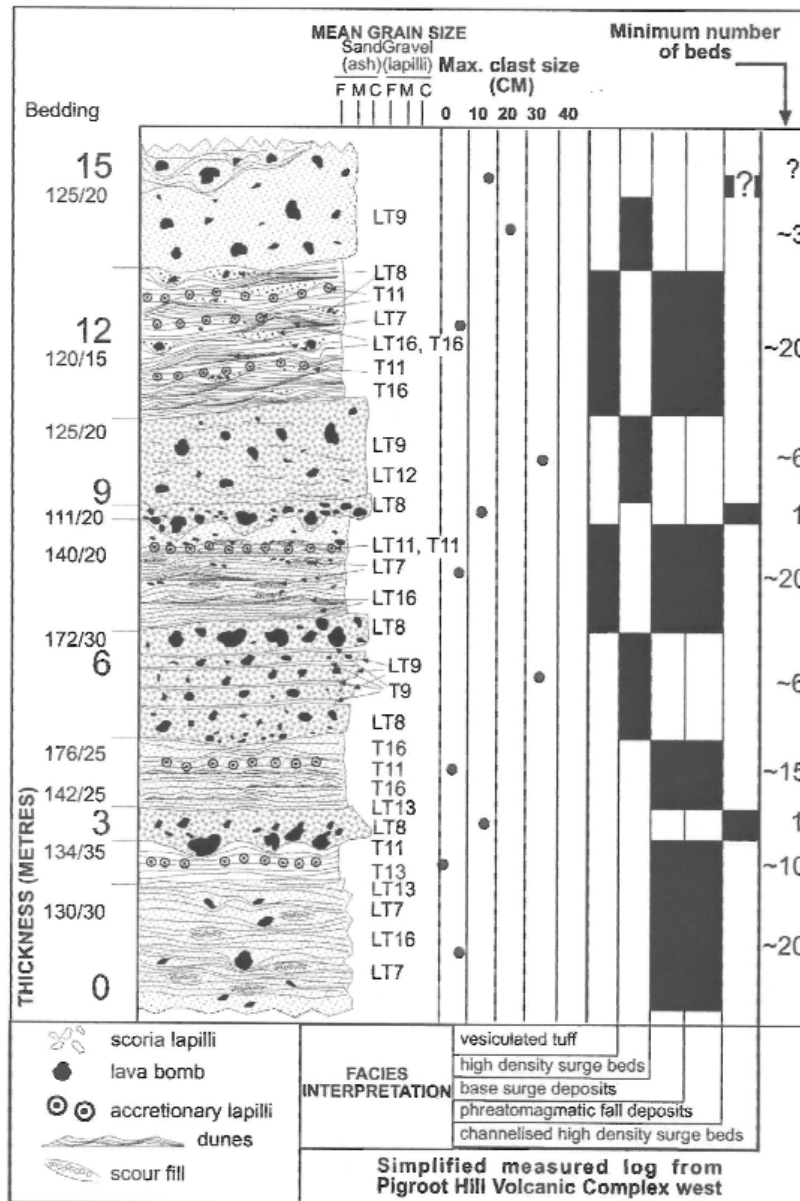 MEAN GRAIN SIZE
Sand Gravel
(ash) (lapilli)
F M C F M C
Max. clast size
(CM)
0 10 20 30 40
Minimum number
of beds
Bedding
15
125/20
12
120/15
125/20
9
111/20
140/20
172/30
6
176/25
142/25
3
134/35
130/30
0
THICKNESS (METRES)
LT9
LT8
T11
LT7
LT16, T16
T11
T16
LT9
LT12
LT8
LT11, T11
LT7
LT16
LT8
LT9
T9
LT8
T16
T11
T16
LT13
LT8
T11
T13
LT13
LT7
LT16
LT7
?
?
~3
~20
~6
1
~20
~6
~15
1
~10
~20
scoria lapilli
lava bomb
accretionary lapilli
dunes
scour fill
FACIES
INTERPRETATION
vesiculated tuff
high density surge beds
base surge deposits
phreatomagmatic fall deposits
channelised high density surge beds
Simplified measured log from
Pigroot Hill Volcanic Complex west